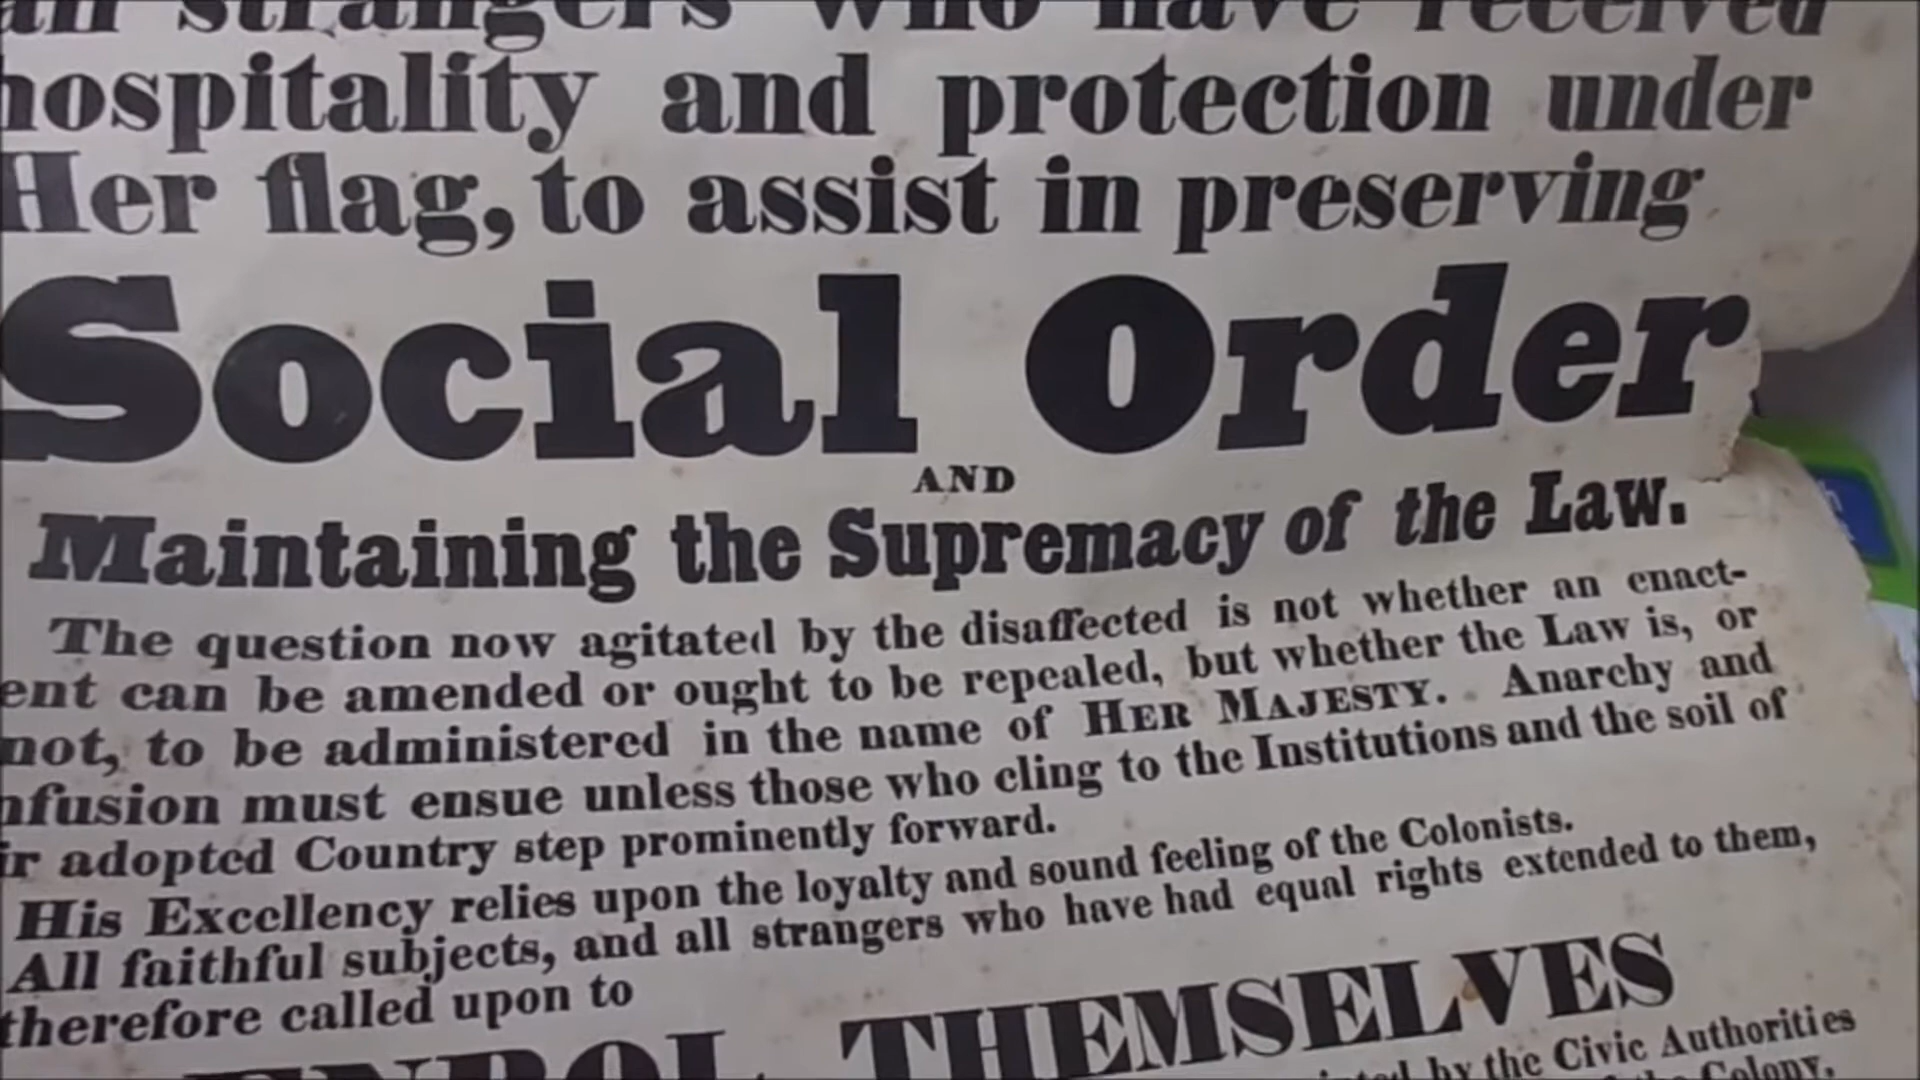 all strangers who have received
hospitality and protection under
Her flag, to assist in preserving
Social Order
AND
Maintaining the Supremacy of the Law.
The question now agitated by the disaffected is not whether an enact-
ent can be amended or ought to be repealed, but whether the Law is, or
not, to be administered in the name of HER MAJESTY. Anarchy and
nfusion must ensue unless those who cling to the Institutions and the soil of
ir adopted Country step prominently forward.
His Excellency relies upon the loyalty and sound feeling of the Colonists.
All faithful subjects, and all strangers who have had equal rights extended to them,
therefore called upon to
ENROL THEMSELVES
by the Civic Authorities
Colony,